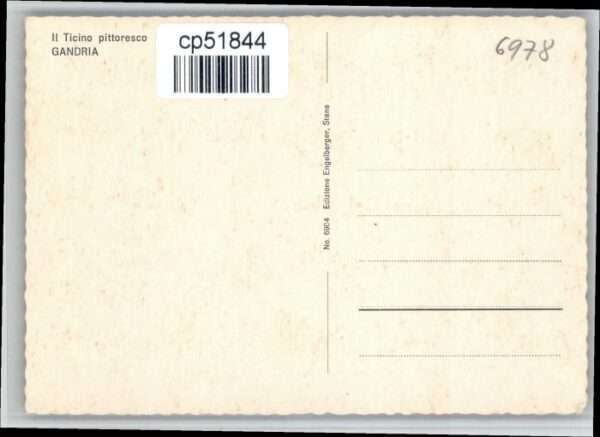 Il Ticino pittoresco
GANDRIA
cp51844
6978
No. 6904 Edizione Engelberger, Stans